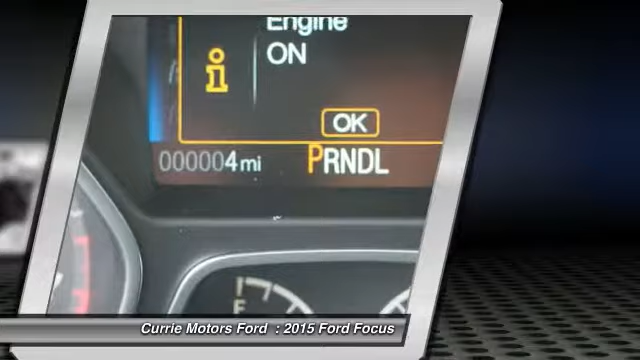 Engine
ON
i
OK
000004mi PRNDL
F
Currie Motors Ford : 2015 Ford Focus